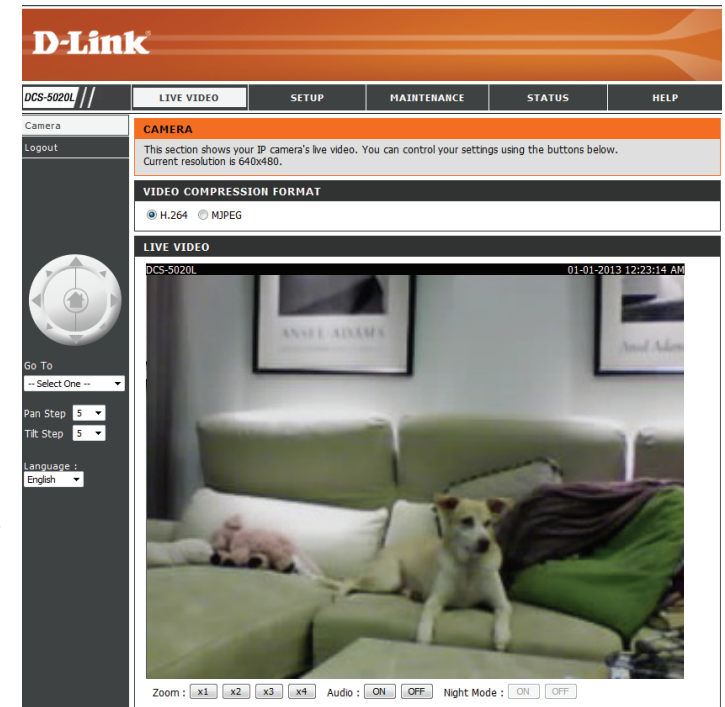 D-Link
DCS-5020L // LIVE VIDEO SETUP MAINTENANCE STATUS HELP
Camera
Logout
Go To
-- Select One --
Pan Step 5
Tilt Step 5
Language :
English
CAMERA
This section shows your IP camera's live video. You can control your settings using the buttons below.
Current resolution is 640x480.
VIDEO COMPRESSION FORMAT
H.264 MJPEG
LIVE VIDEO
DCS-5020L 01-01-2013 12:23:14 AM
ANSEL ADAMS
Ansel Adams
Zoom : x1 x2 x3 x4 Audio : ON OFF Night Mode : ON OFF